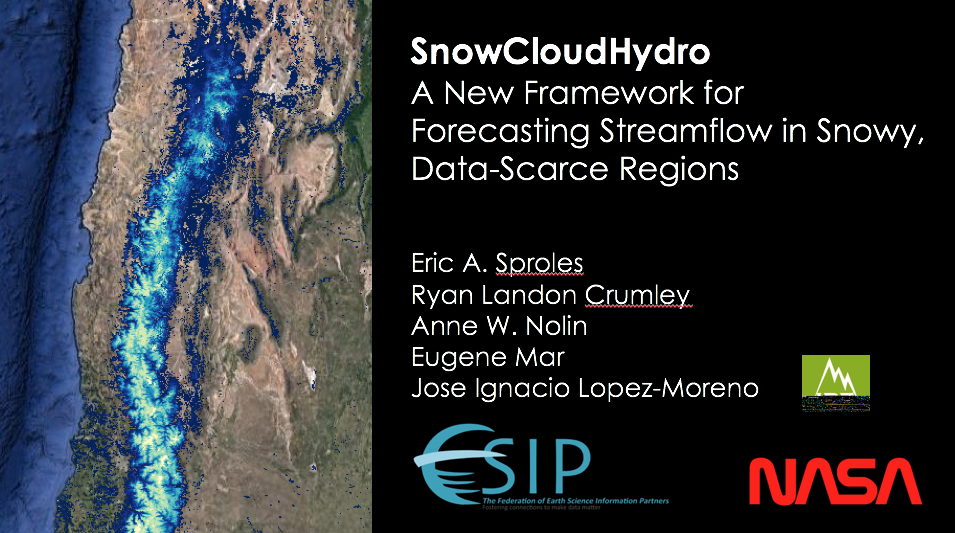 SnowCloudHydro
A New Framework for
Forecasting Streamflow in Snowy,
Data-Scarce Regions
Eric A. Sproles
Ryan Landon Crumley
Anne W. Nolin
Eugene Mar
Jose Ignacio Lopez-Moreno
ESIP
The Federation of Earth Science Information Partners
Fostering connections to make data matter
NASA